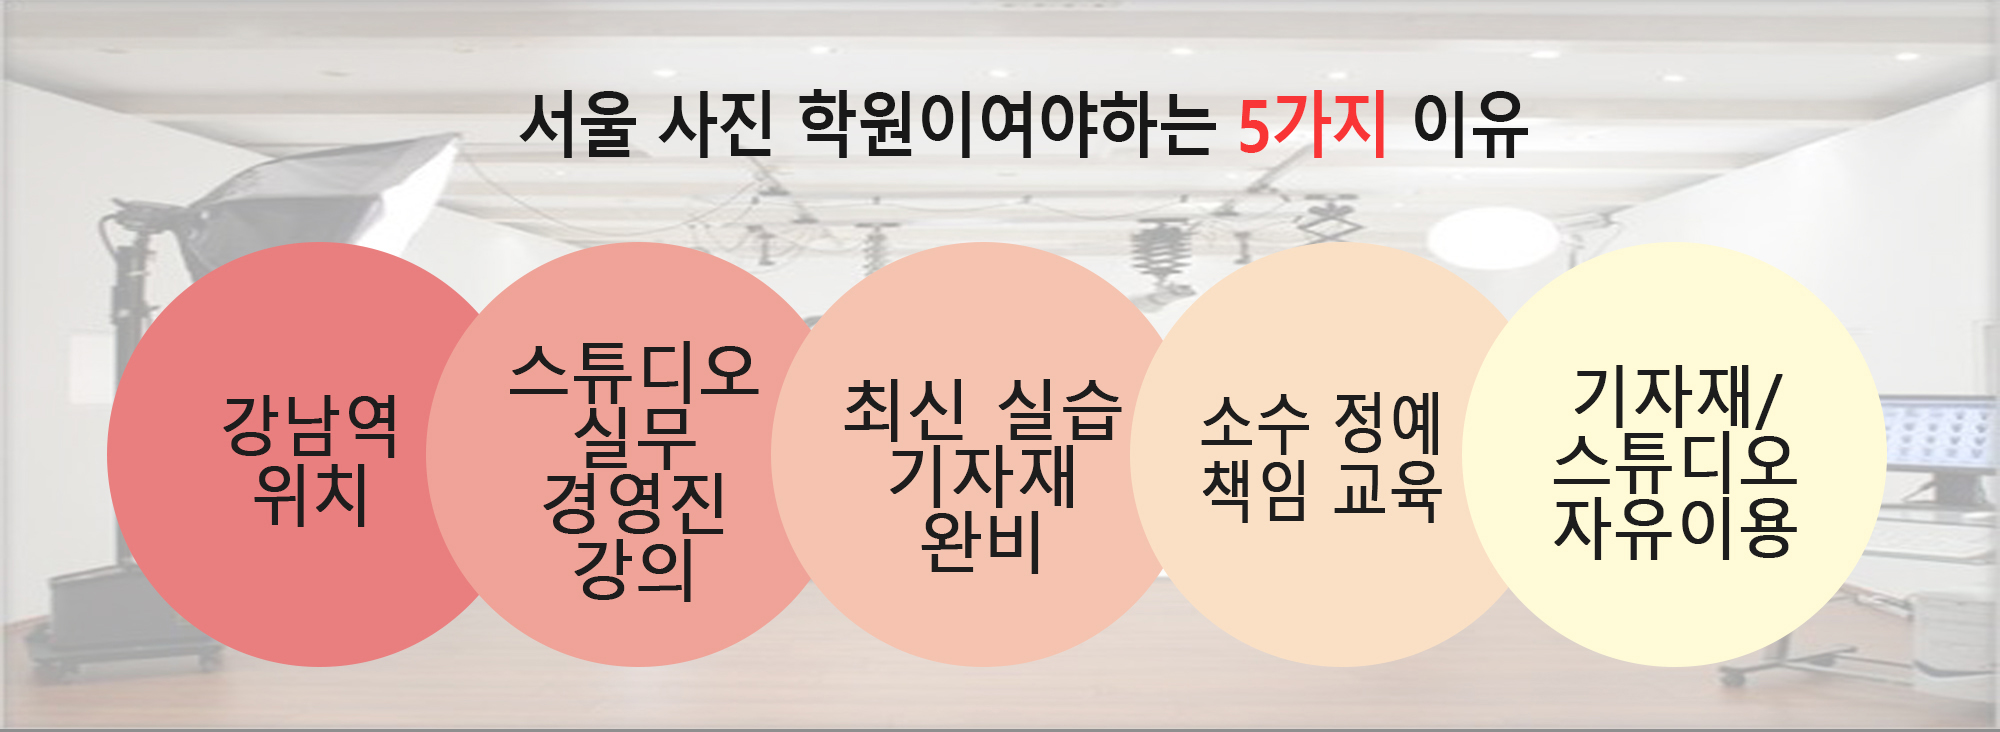 서울 사진 학원이여야하는 5가지 이유
강남역
위치
스튜디오
실무
경영진
강의
최신 실습
기자재
완비
소수 정예
책임 교육
기자재/
스튜디오
자유이용